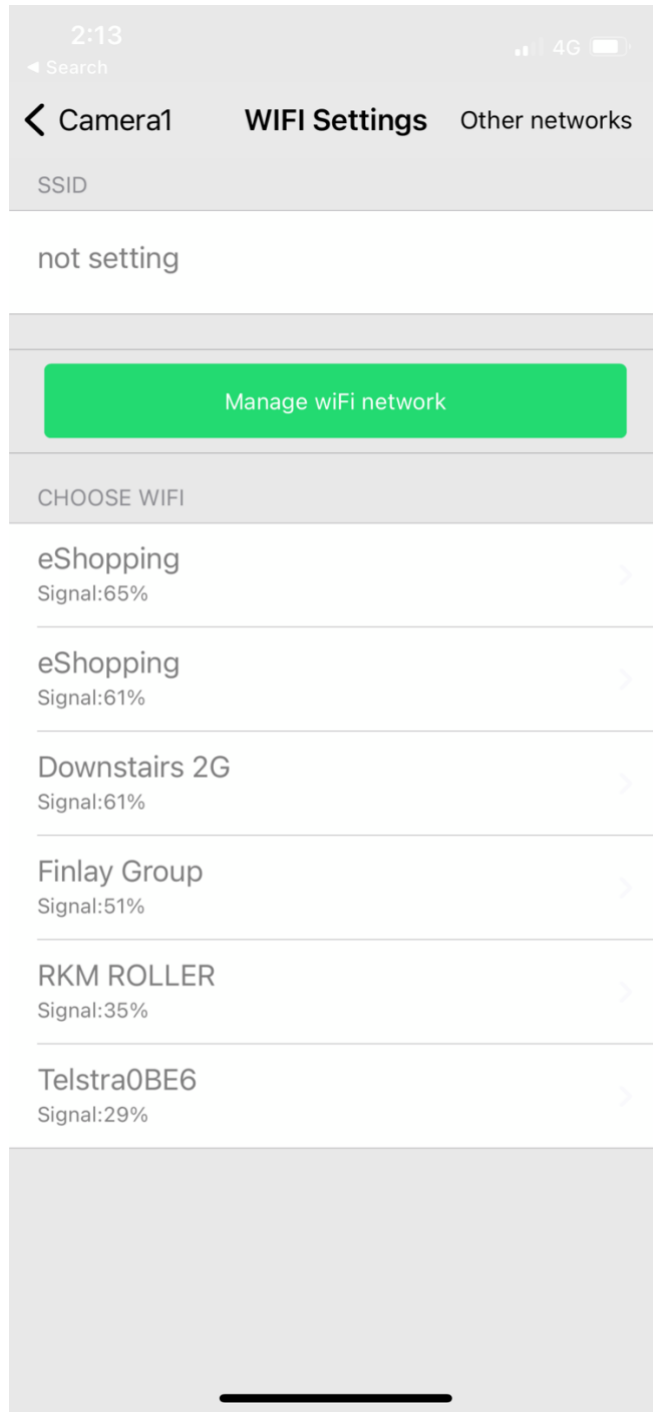 2:13
4G
◀ Search
Camera1 WIFI Settings Other networks
SSID
not setting
Manage wiFi network
CHOOSE WIFI
eShopping
Signal:65%
eShopping
Signal:61%
Downstairs 2G
Signal:61%
Finlay Group
Signal:51%
RKM ROLLER
Signal:35%
Telstra0BE6
Signal:29%